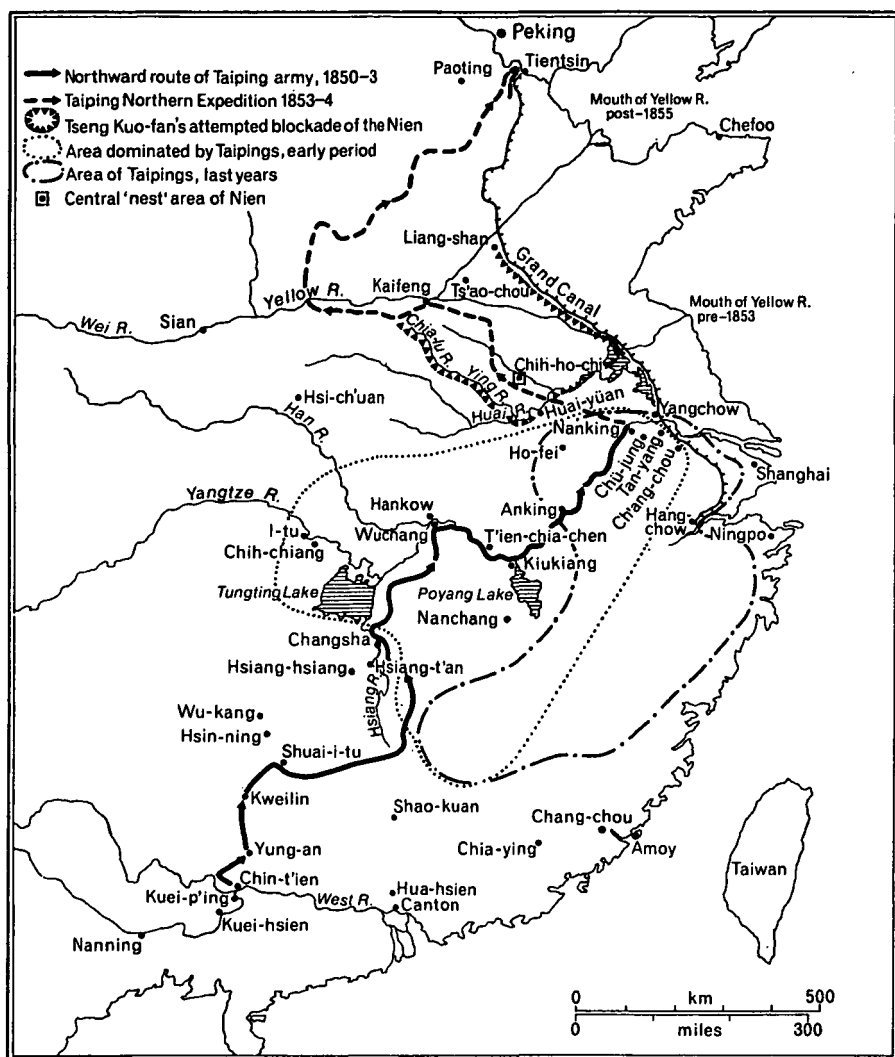 Peking
Tientsin
Paoting
Northward route of Taiping army, 1850-3
Taiping Northern Expedition 1853-4
Tseng Kuo-fan's attempted blockade of the Nien
Area dominated by Taipings, early period
Area of Taipings, last years
Central 'nest' area of Nien
Mouth of Yellow R.
post-1855
Chefoo
Liang-shan
Grand Canal
Kaifeng
Ts'ao-chou
Yellow R.
Mouth of Yellow R.
pre-1853
Wei R.
Sian
Chia-lu R.
Ying R.
Chih-ho-chi
Hsi-ch'uan
Han R.
Huai R.
Huai-yüan
Yangchow
Nanking
Ho-fei
Chü-jung
Tan-yang
Chang-chou
Shanghai
Yangtze R.
Hankow
Anking
Hang-
chow
Ningpo
I-tu
Wuchang
T'ien-chia-chen
Chih-chiang
Kiukiang
Tungting Lake
Poyang Lake
Nanchang
Changsha
Hsiang-hsiang
Hsiang-t'an
Hsiang R.
Wu-kang
Hsin-ning
Shuai-i-tu
Kweilin
Shao-kuan
Chang-chou
Yung-an
Chia-ying
Amoy
Taiwan
Chin-t'ien
Kuei-p'ing
West R.
Hua-hsien
Canton
Kuei-hsien
Nanning
0 km 500
0 miles 300